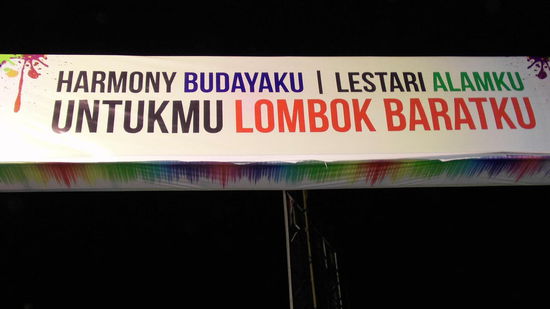 HARMONY BUDAYAKU | LESTARI ALAMKU
UNTUKMU LOMBOK BARATKU